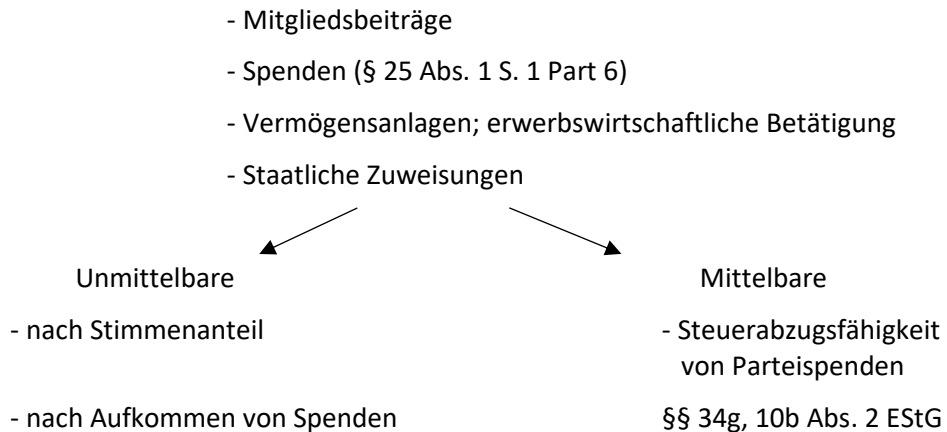 - Mitgliedsbeiträge
- Spenden (§ 25 Abs. 1 S. 1 Part 6)
- Vermögensanlagen; erwerbswirtschaftliche Betätigung
- Staatliche Zuweisungen
Unmittelbare
- nach Stimmenanteil
- nach Aufkommen von Spenden
Mittelbare
- Steuerabzugsfähigkeit
von Parteispenden
§§ 34g, 10b Abs. 2 EStG